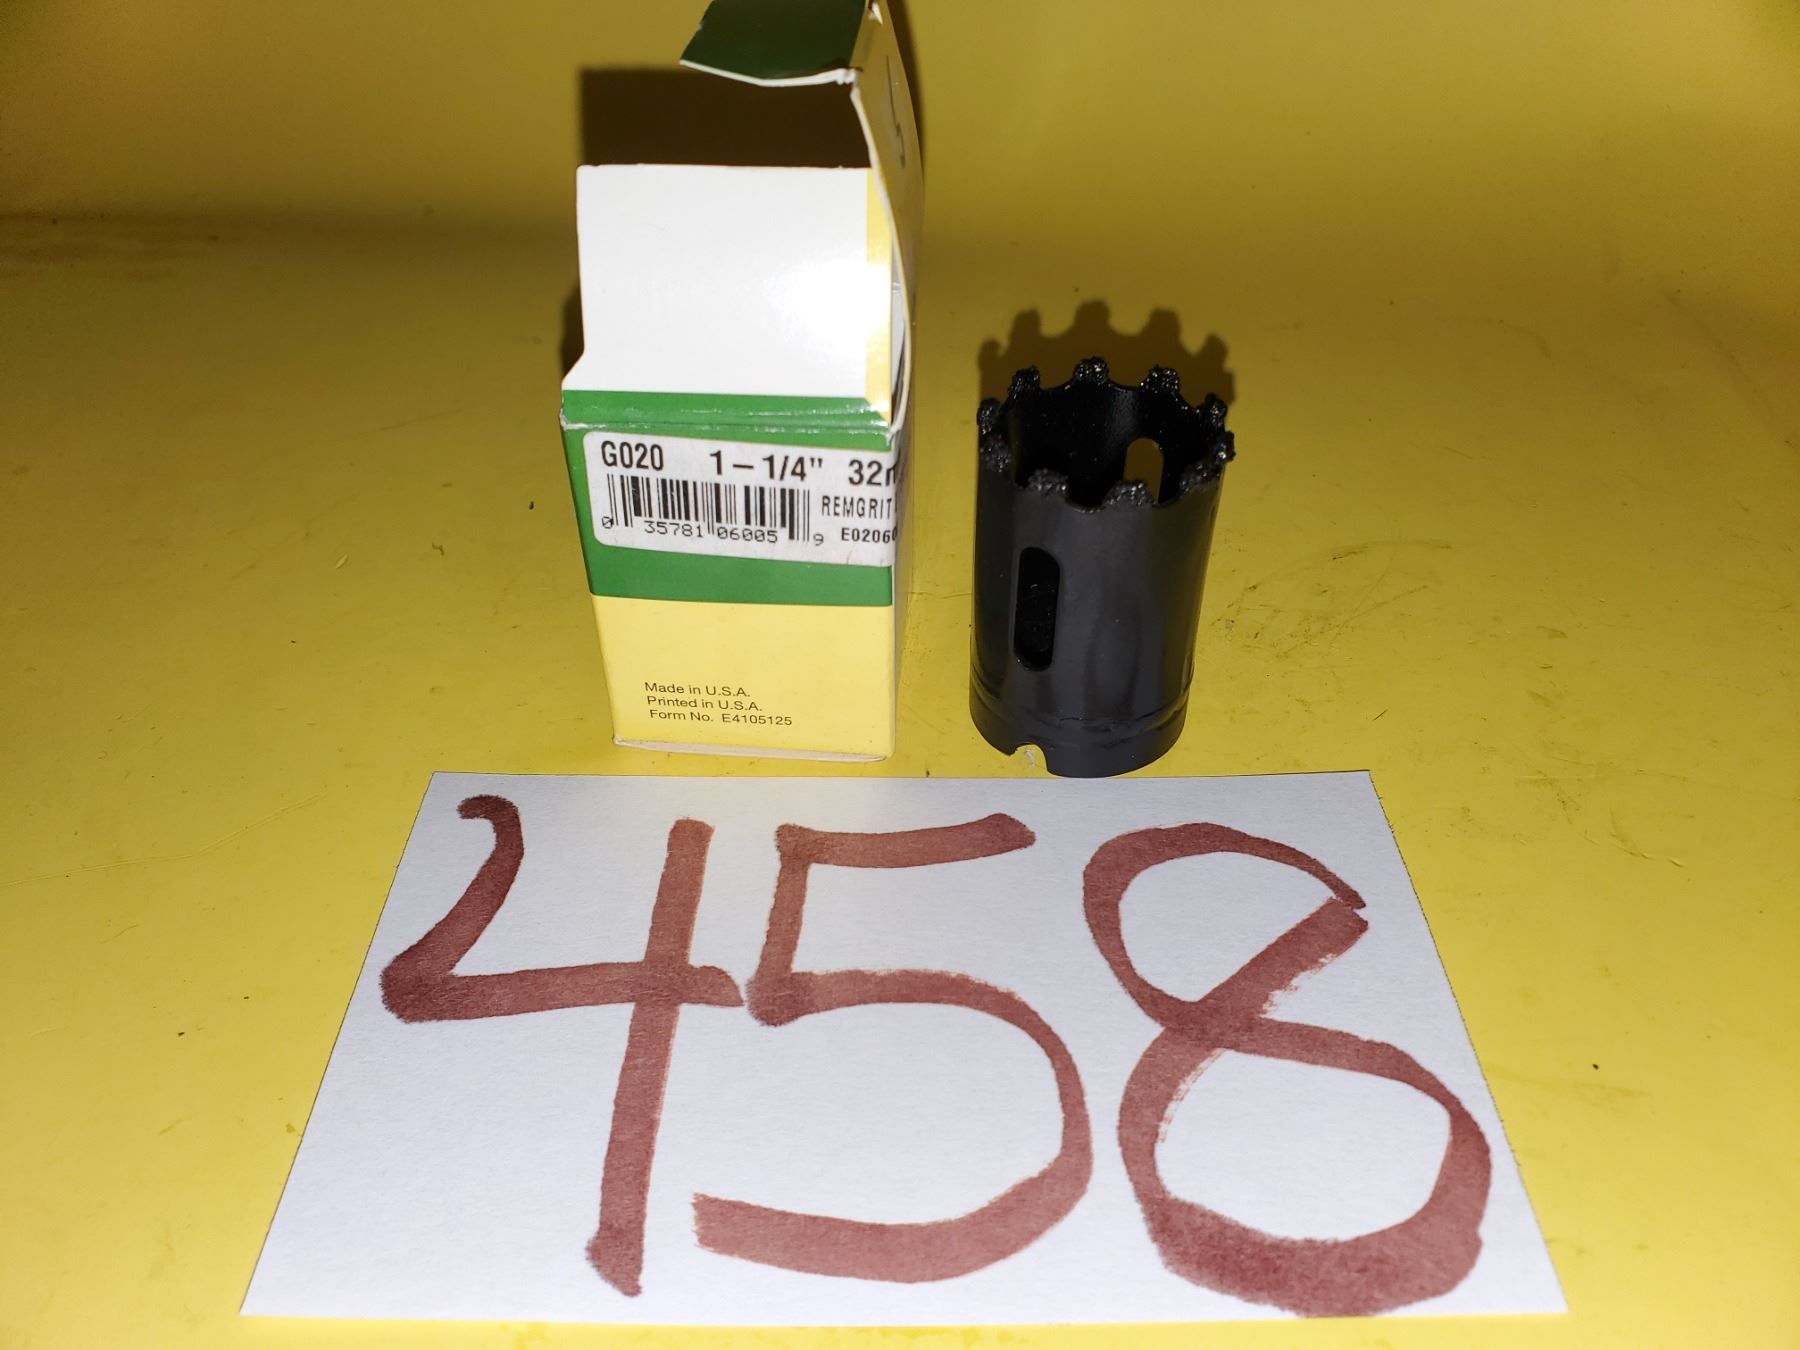 G020 1-1/4" 32
REMGRIT
0 35781 06005 9 E0206
Made in U.S.A.
Printed in U.S.A.
Form No. E4105125
458